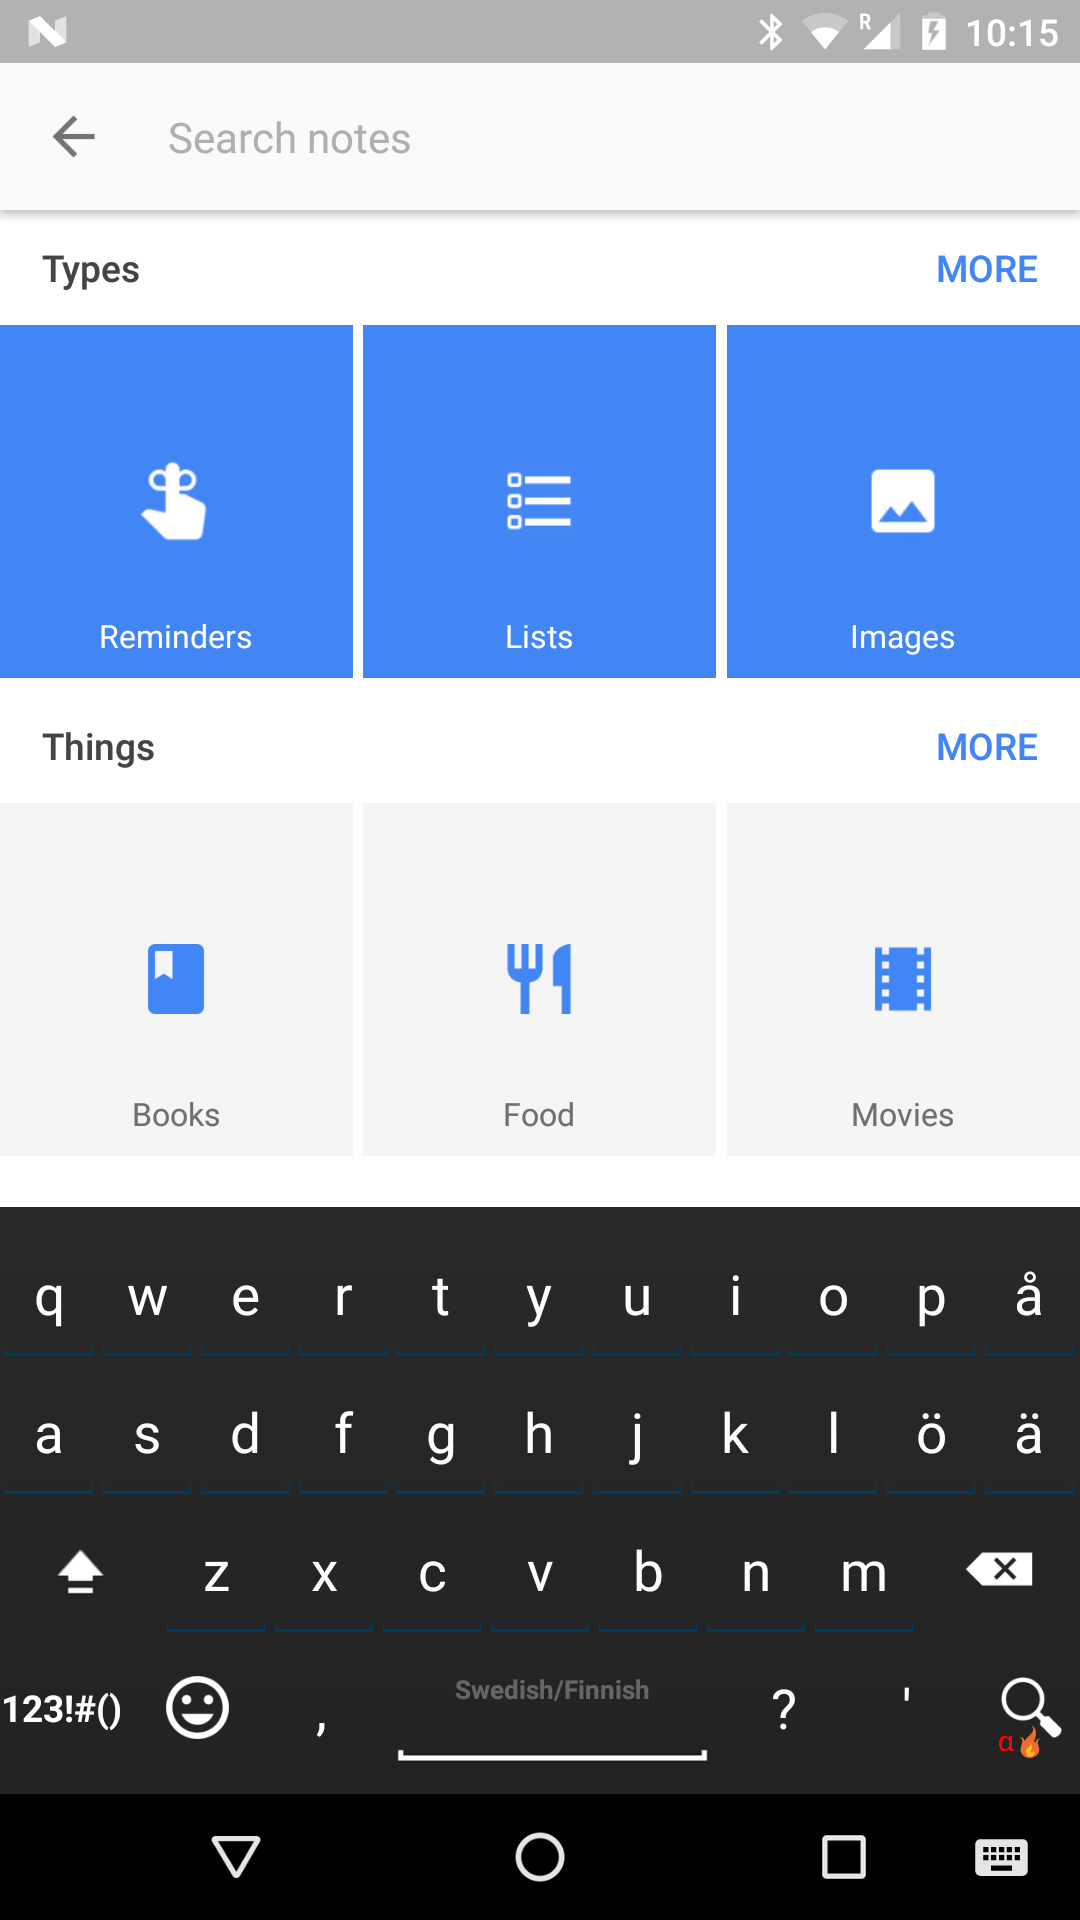 R 10:15
Search notes
Types MORE
Reminders Lists Images
Things MORE
Books Food Movies
q w e r t y u i o p å
a s d f g h j k l ö ä
z x c v b n m
Swedish/Finnish
123!#() , ? '
α